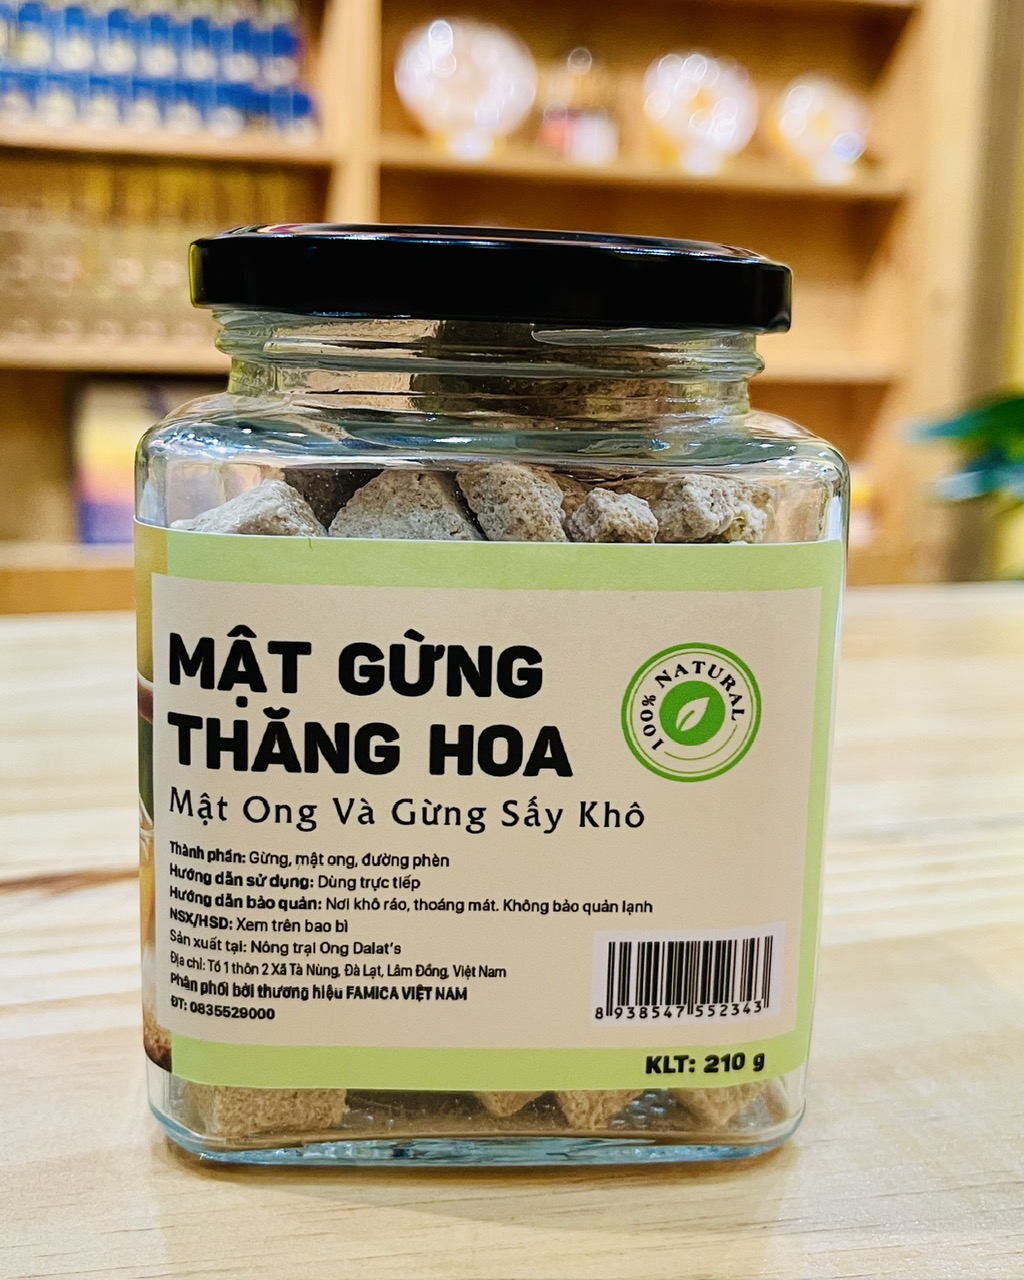 MẬT GỪNG
THĂNG HOA
100% NATURAL
Mật Ong Và Gừng Sấy Khô
Thành phần: Gừng, mật ong, đường phèn
Hướng dẫn sử dụng: Dùng trực tiếp
Hướng dẫn bảo quản: Nơi khô ráo, thoáng mát. Không bảo quản lạnh
NSX/HSD: Xem trên bao bì
Sản xuất tại: Nông trại Ong Dalat's
Địa chỉ: Tổ 1 thôn 2 Xã Tà Nùng, Đà Lạt, Lâm Đồng, Việt Nam
Phân phối bởi thương hiệu FAMICA VIỆT NAM
ĐT: 0835529000
8 938547 552343
KLT: 210 g